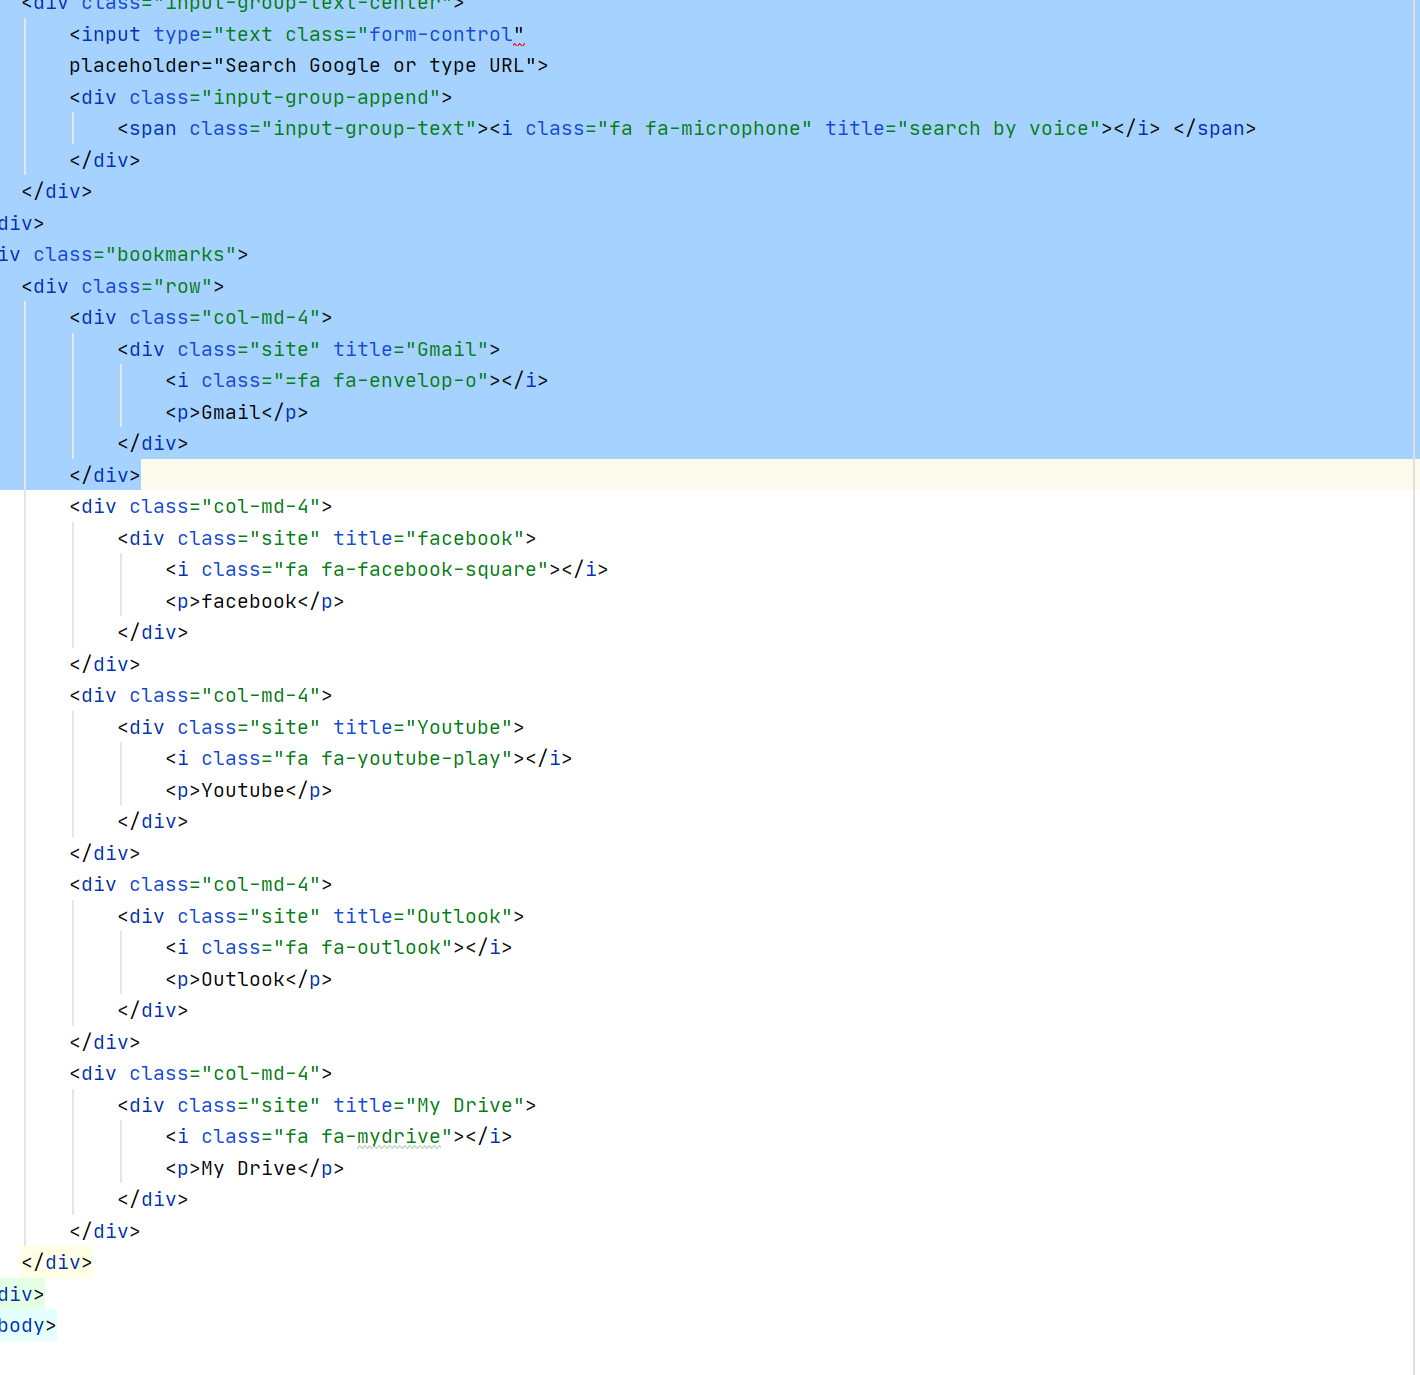 <div class="input-group-text-center">
<input type="text class="form-control"
placeholder="Search Google or type URL">
<div class="input-group-append">
<span class="input-group-text"><i class="fa fa-microphone" title="search by voice"></i> </span>
</div>
</div>
div>
iv class="bookmarks">
<div class="row">
<div class="col-md-4">
<div class="site" title="Gmail">
<i class="=fa fa-envelop-o"></i>
<p>Gmail</p>
</div>
</div>
<div class="col-md-4">
<div class="site" title="facebook">
<i class="fa fa-facebook-square"></i>
<p>facebook</p>
</div>
</div>
<div class="col-md-4">
<div class="site" title="Youtube">
<i class="fa fa-youtube-play"></i>
<p>Youtube</p>
</div>
</div>
<div class="col-md-4">
<div class="site" title="Outlook">
<i class="fa fa-outlook"></i>
<p>Outlook</p>
</div>
</div>
<div class="col-md-4">
<div class="site" title="My Drive">
<i class="fa fa-mydrive"></i>
<p>My Drive</p>
</div>
</div>
</div>
div>
body>